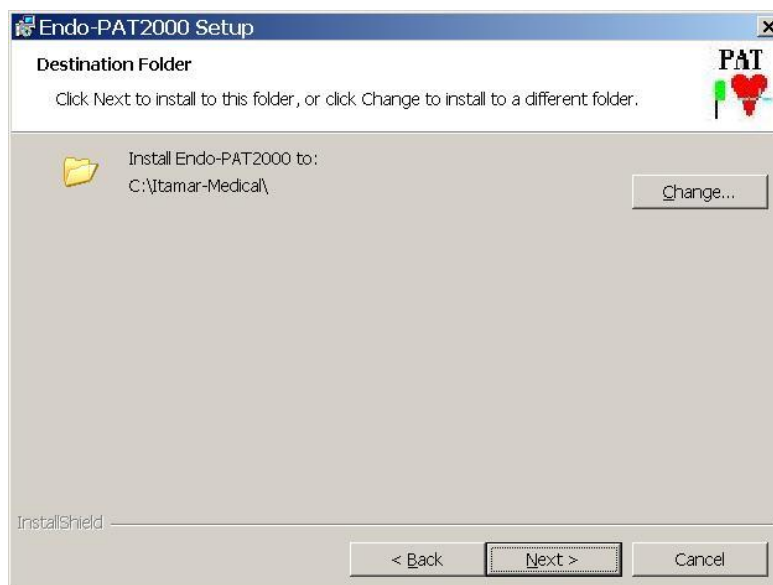 Endo-PAT2000 Setup
Destination Folder
Click Next to install to this folder, or click Change to install to a different folder.
PAT
Install Endo-PAT2000 to:
C:\Itamar-Medical\
Change...
InstallShield
< Back
Next >
Cancel